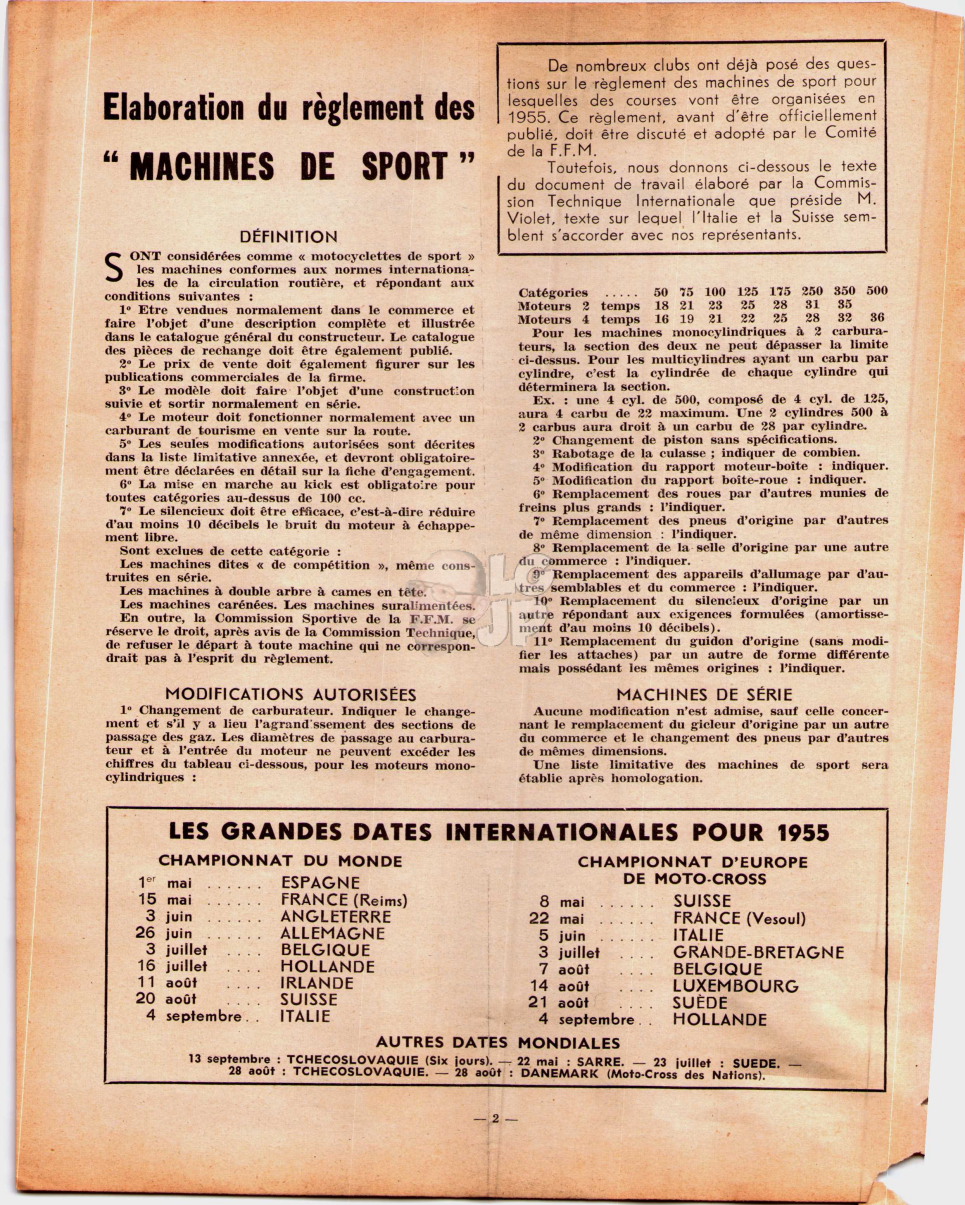 Elaboration du règlement des
“ MACHINES DE SPORT ”
De nombreux clubs ont déjà posé des ques-
tions sur le règlement des machines de sport pour
lesquelles des courses vont être organisées en
1955. Ce règlement, avant d'être officiellement
publié, doit être discuté et adopté par le Comité
de la F.F.M.
Toutefois, nous donnons ci-dessous le texte
du document de travail élaboré par la Commis-
sion Technique Internationale que préside M.
Violet, texte sur lequel l'Italie et la Suisse sem-
blent s'accorder avec nos représentants.
DÉFINITION
SONT considérées comme « motocyclettes de sport »
les machines conformes aux normes internationa-
les de la circulation routière, et répondant aux
conditions suivantes :
1° Etre vendues normalement dans le commerce et
faire l'objet d'une description complète et illustrée
dans le catalogue général du constructeur. Le catalogue
des pièces de rechange doit être également publié.
2° Le prix de vente doit également figurer sur les
publications commerciales de la firme.
3° Le modèle doit faire l'objet d'une construction
suivie et sortir normalement en série.
4° Le moteur doit fonctionner normalement avec un
carburant de tourisme en vente sur la route.
5° Les seules modifications autorisées sont décrites
dans la liste limitative annexée, et devront obligatoire-
ment être déclarées en détail sur la fiche d'engagement.
6° La mise en marche au kick est obligatoire pour
toutes catégories au-dessus de 100 cc.
7° Le silencieux doit être efficace, c'est-à-dire réduire
d'au moins 10 décibels le bruit du moteur à échappe-
ment libre.
Sont exclues de cette catégorie :
Les machines dites « de compétition », même cons-
truites en série.
Les machines à double arbre à cames en tête.
Les machines carénées. Les machines suralimentées.
En outre, la Commission Sportive de la F.F.M. se
réserve le droit, après avis de la Commission Technique,
de refuser le départ à toute machine qui ne correspon-
drait pas à l'esprit du règlement.
MODIFICATIONS AUTORISÉES
1° Changement de carburateur. Indiquer le change-
ment et s'il y a lieu l'agrandissement des sections de
passage des gaz. Les diamètres de passage au carbura-
teur et à l'entrée du moteur ne peuvent excéder les
chiffres du tableau ci-dessous, pour les moteurs mono-
cylindriques :
Catégories ..... 50 75 100 125 175 250 350 500
Moteurs 2 temps 18 21 23 25 28 31 35
Moteurs 4 temps 16 19 21 22 25 28 32 36
Pour les machines monocylindriques à 2 carbura-
teurs, la section des deux ne peut dépasser la limite
ci-dessus. Pour les multicylindres ayant un carbu par
cylindre, c'est la cylindrée de chaque cylindre qui
déterminera la section.
Ex. : une 4 cyl. de 500, composé de 4 cyl. de 125,
aura 4 carbu de 22 maximum. Une 2 cylindres 500 à
2 carbus aura droit à un carbu de 28 par cylindre.
2° Changement de piston sans spécifications.
3° Rabotage de la culasse ; indiquer de combien.
4° Modification du rapport moteur-boîte : indiquer.
5° Modification du rapport boîte-roue : indiquer.
6° Remplacement des roues par d'autres munies de
freins plus grands : l'indiquer.
7° Remplacement des pneus d'origine par d'autres
de même dimension : l'indiquer.
8° Remplacement de la selle d'origine par une autre
du commerce : l'indiquer.
9° Remplacement des appareils d'allumage par d'au-
tres semblables et du commerce : l'indiquer.
10° Remplacement du silencieux d'origine par un
autre répondant aux exigences formulées (amortisse-
ment d'au moins 10 décibels).
11° Remplacement du guidon d'origine (sans modi-
fier les attaches) par un autre de forme différente
mais possédant les mêmes origines : l'indiquer.
MACHINES DE SÉRIE
Aucune modification n'est admise, sauf celle concer-
nant le remplacement du gicleur d'origine par un autre
du commerce et le changement des pneus par d'autres
de mêmes dimensions.
Une liste limitative des machines de sport sera
établie après homologation.
LES GRANDES DATES INTERNATIONALES POUR 1955
CHAMPIONNAT DU MONDE
1er mai ...... ESPAGNE
15 mai ...... FRANCE (Reims)
3 juin ...... ANGLETERRE
26 juin ...... ALLEMAGNE
3 juillet .... BELGIQUE
16 juillet .... HOLLANDE
11 août .... IRLANDE
20 août .... SUISSE
4 septembre .. ITALIE
CHAMPIONNAT D'EUROPE
DE MOTO-CROSS
8 mai ...... SUISSE
22 mai ...... FRANCE (Vesoul)
5 juin ...... ITALIE
3 juillet .... GRANDE-BRETAGNE
7 août .... BELGIQUE
14 août .... LUXEMBOURG
21 août .... SUÈDE
4 septembre .. HOLLANDE
AUTRES DATES MONDIALES
13 septembre : TCHECOSLOVAQUIE (Six jours). — 22 mai : SARRE. — 23 juillet : SUEDE. —
28 août : TCHECOSLOVAQUIE. — 28 août : DANEMARK (Moto-Cross des Nations).
— 2 —